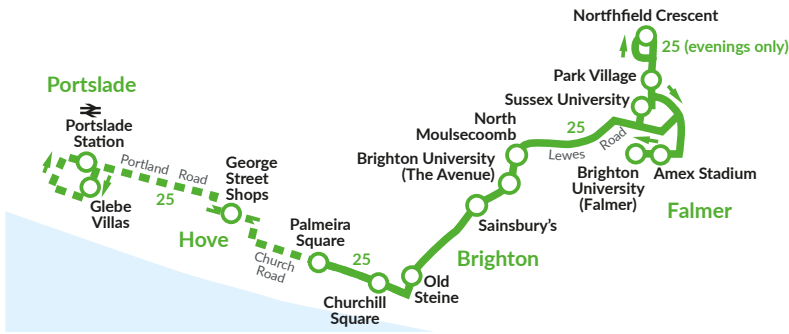 Northfhfield Crescent
25 (evenings only)
Park Village
Sussex University
Portslade
Portslade
Station
North
Moulsecoomb
25
Lewes
Road
Portland Road
George
Street
Shops
Brighton University
(The Avenue)
Brighton
University
(Falmer)
Amex Stadium
Falmer
25
Glebe
Villas
Hove
Palmeira
Square
Sainsbury's
25
Church
Road
Brighton
Old
Steine
Churchill
Square